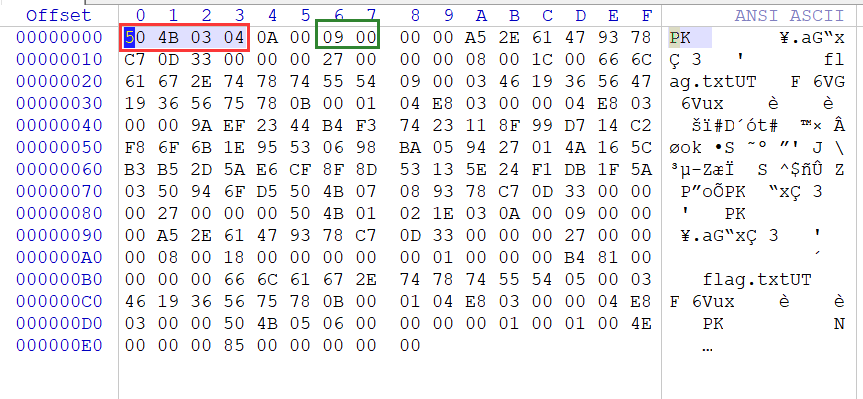 Offset 0 1 2 3 4 5 6 7 8 9 A B C D E F ANSI ASCII
00000000 50 4B 03 04 0A 00 09 00 00 00 A5 2E 61 47 93 78 PK ¥.aG“x
00000010 C7 0D 33 00 00 00 27 00 00 00 08 00 1C 00 66 6C Ç 3 ' fl
00000020 61 67 2E 74 78 74 55 54 09 00 03 46 19 36 56 47 ag.txtUT F 6VG
00000030 19 36 56 75 78 0B 00 01 04 E8 03 00 00 04 E8 03 6Vux è è
00000040 00 00 9A EF 23 44 B4 F3 74 23 11 8F 99 D7 14 C2 šï#D´ót# ™× Â
00000050 F8 6F 6B 1E 95 53 06 98 BA 05 94 27 01 4A 16 5C øok •S ˜º ”' J \
00000060 B3 B5 2D 5A E6 CF 8F 8D 53 13 5E 24 F1 DB 1F 5A ³µ-ZæÏ S ^$ñÛ Z
00000070 03 50 94 6F D5 50 4B 07 08 93 78 C7 0D 33 00 00 P”oÕPK “xÇ 3
00000080 00 27 00 00 00 50 4B 01 02 1E 03 0A 00 09 00 00 ' PK
00000090 00 A5 2E 61 47 93 78 C7 0D 33 00 00 00 27 00 00 ¥.aG“xÇ 3 '
000000A0 00 08 00 18 00 00 00 00 00 01 00 00 00 B4 81 00 ´
000000B0 00 00 00 66 6C 61 67 2E 74 78 74 55 54 05 00 03 flag.txtUT
000000C0 46 19 36 56 75 78 0B 00 01 04 E8 03 00 00 04 E8 F 6Vux è è
000000D0 03 00 00 50 4B 05 06 00 00 00 00 01 00 01 00 4E PK N
000000E0 00 00 00 85 00 00 00 00 00 …